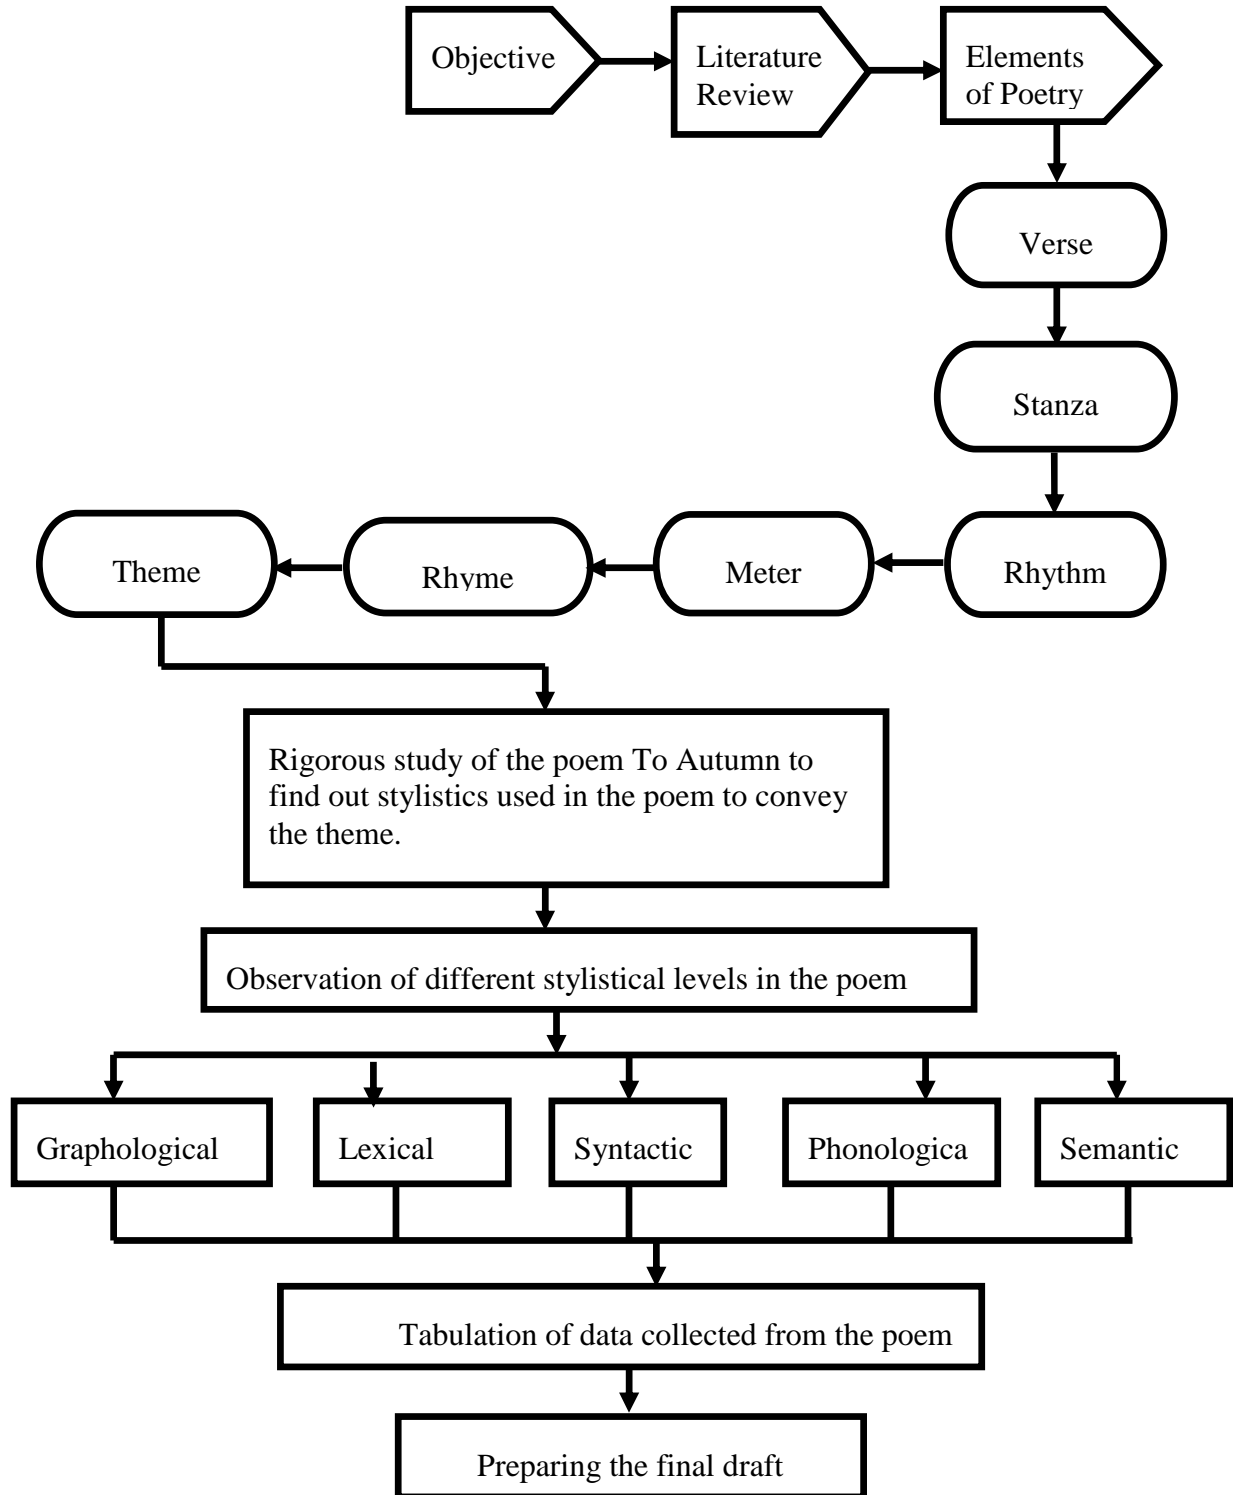 Objective
Literature
Review
Elements
of Poetry
Verse
Stanza
Rhythm
Meter
Rhyme
Theme
Rigorous study of the poem To Autumn to
find out stylistics used in the poem to convey
the theme.
Observation of different stylistical levels in the poem
Graphological
Lexical
Syntactic
Phonologica
Semantic
Tabulation of data collected from the poem
Preparing the final draft